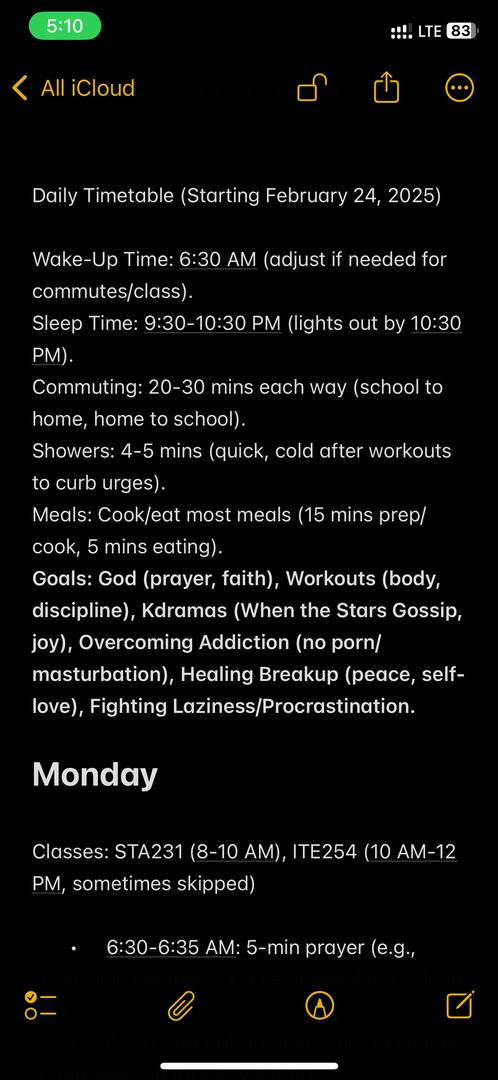 5:10
LTE 83
All iCloud
Daily Timetable (Starting February 24, 2025)
Wake-Up Time: 6:30 AM (adjust if needed for
commutes/class).
Sleep Time: 9:30-10:30 PM (lights out by 10:30
PM).
Commuting: 20-30 mins each way (school to
home, home to school).
Showers: 4-5 mins (quick, cold after workouts
to curb urges).
Meals: Cook/eat most meals (15 mins prep/
cook, 5 mins eating).
Goals: God (prayer, faith), Workouts (body,
discipline), Kdramas (When the Stars Gossip,
joy), Overcoming Addiction (no porn/
masturbation), Healing Breakup (peace, self-
love), Fighting Laziness/Procrastination.
Monday
Classes: STA231 (8-10 AM), ITE254 (10 AM-12
PM, sometimes skipped)
• 6:30-6:35 AM: 5-min prayer (e.g.,